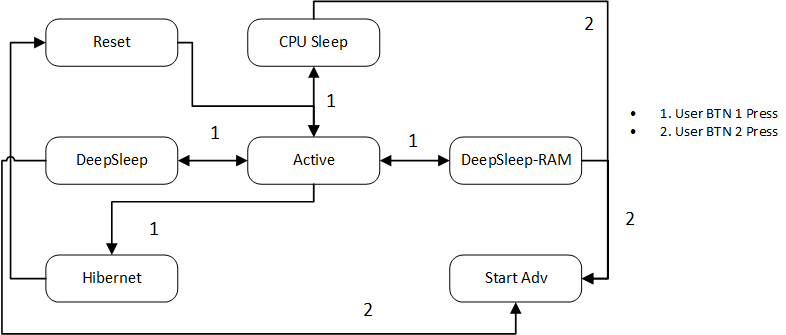 Reset
CPU Sleep
2
1
1. User BTN 1 Press
2. User BTN 2 Press
1
1
DeepSleep
Active
DeepSleep-RAM
1
2
Hibernet
Start Adv
2